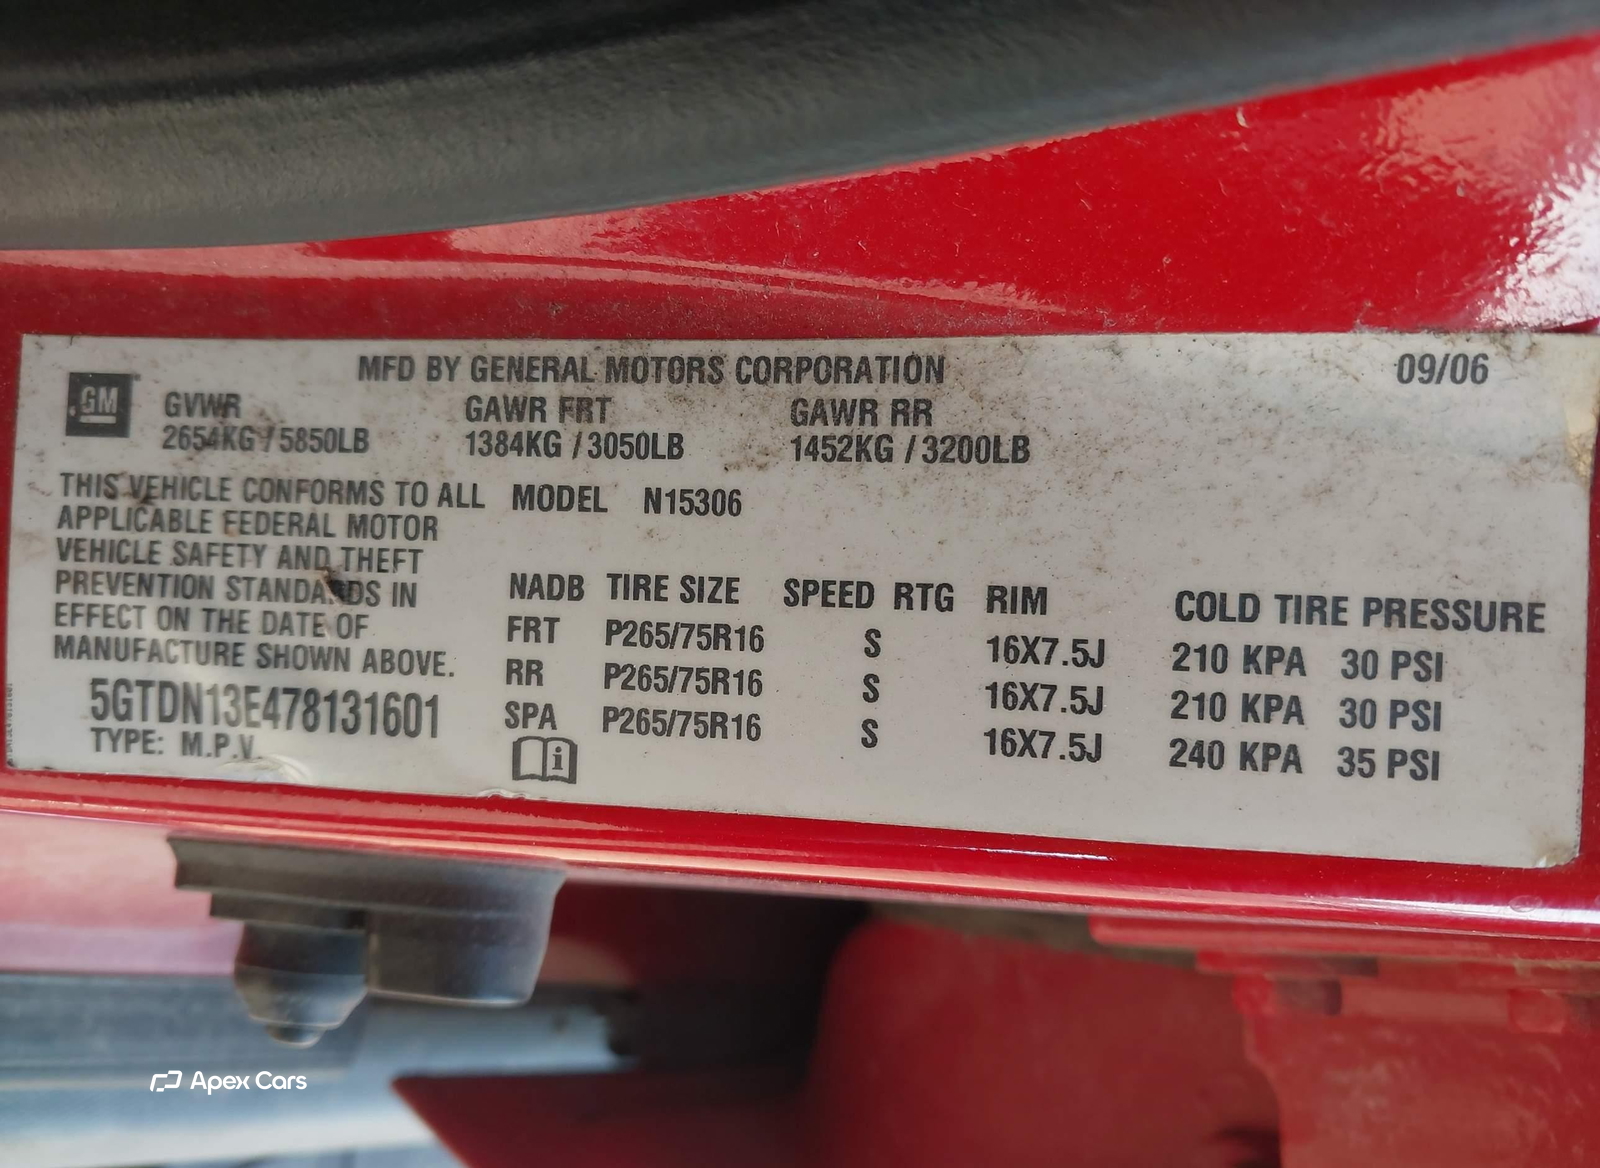 MFD BY GENERAL MOTORS CORPORATION 09/06
GM
GVWR GAWR FRT GAWR RR
2654KG / 5850LB 1384KG / 3050LB 1452KG / 3200LB
THIS VEHICLE CONFORMS TO ALL
APPLICABLE FEDERAL MOTOR
VEHICLE SAFETY AND THEFT
PREVENTION STANDARDS IN
EFFECT ON THE DATE OF
MANUFACTURE SHOWN ABOVE.
5GTDN13E478131601
TYPE: M.P.V.
MODEL N15306
NADB TIRE SIZE SPEED RTG RIM COLD TIRE PRESSURE
FRT P265/75R16 S 16X7.5J 210 KPA 30 PSI
RR P265/75R16 S 16X7.5J 210 KPA 30 PSI
SPA P265/75R16 S 16X7.5J 240 KPA 35 PSI
i
Apex Cars